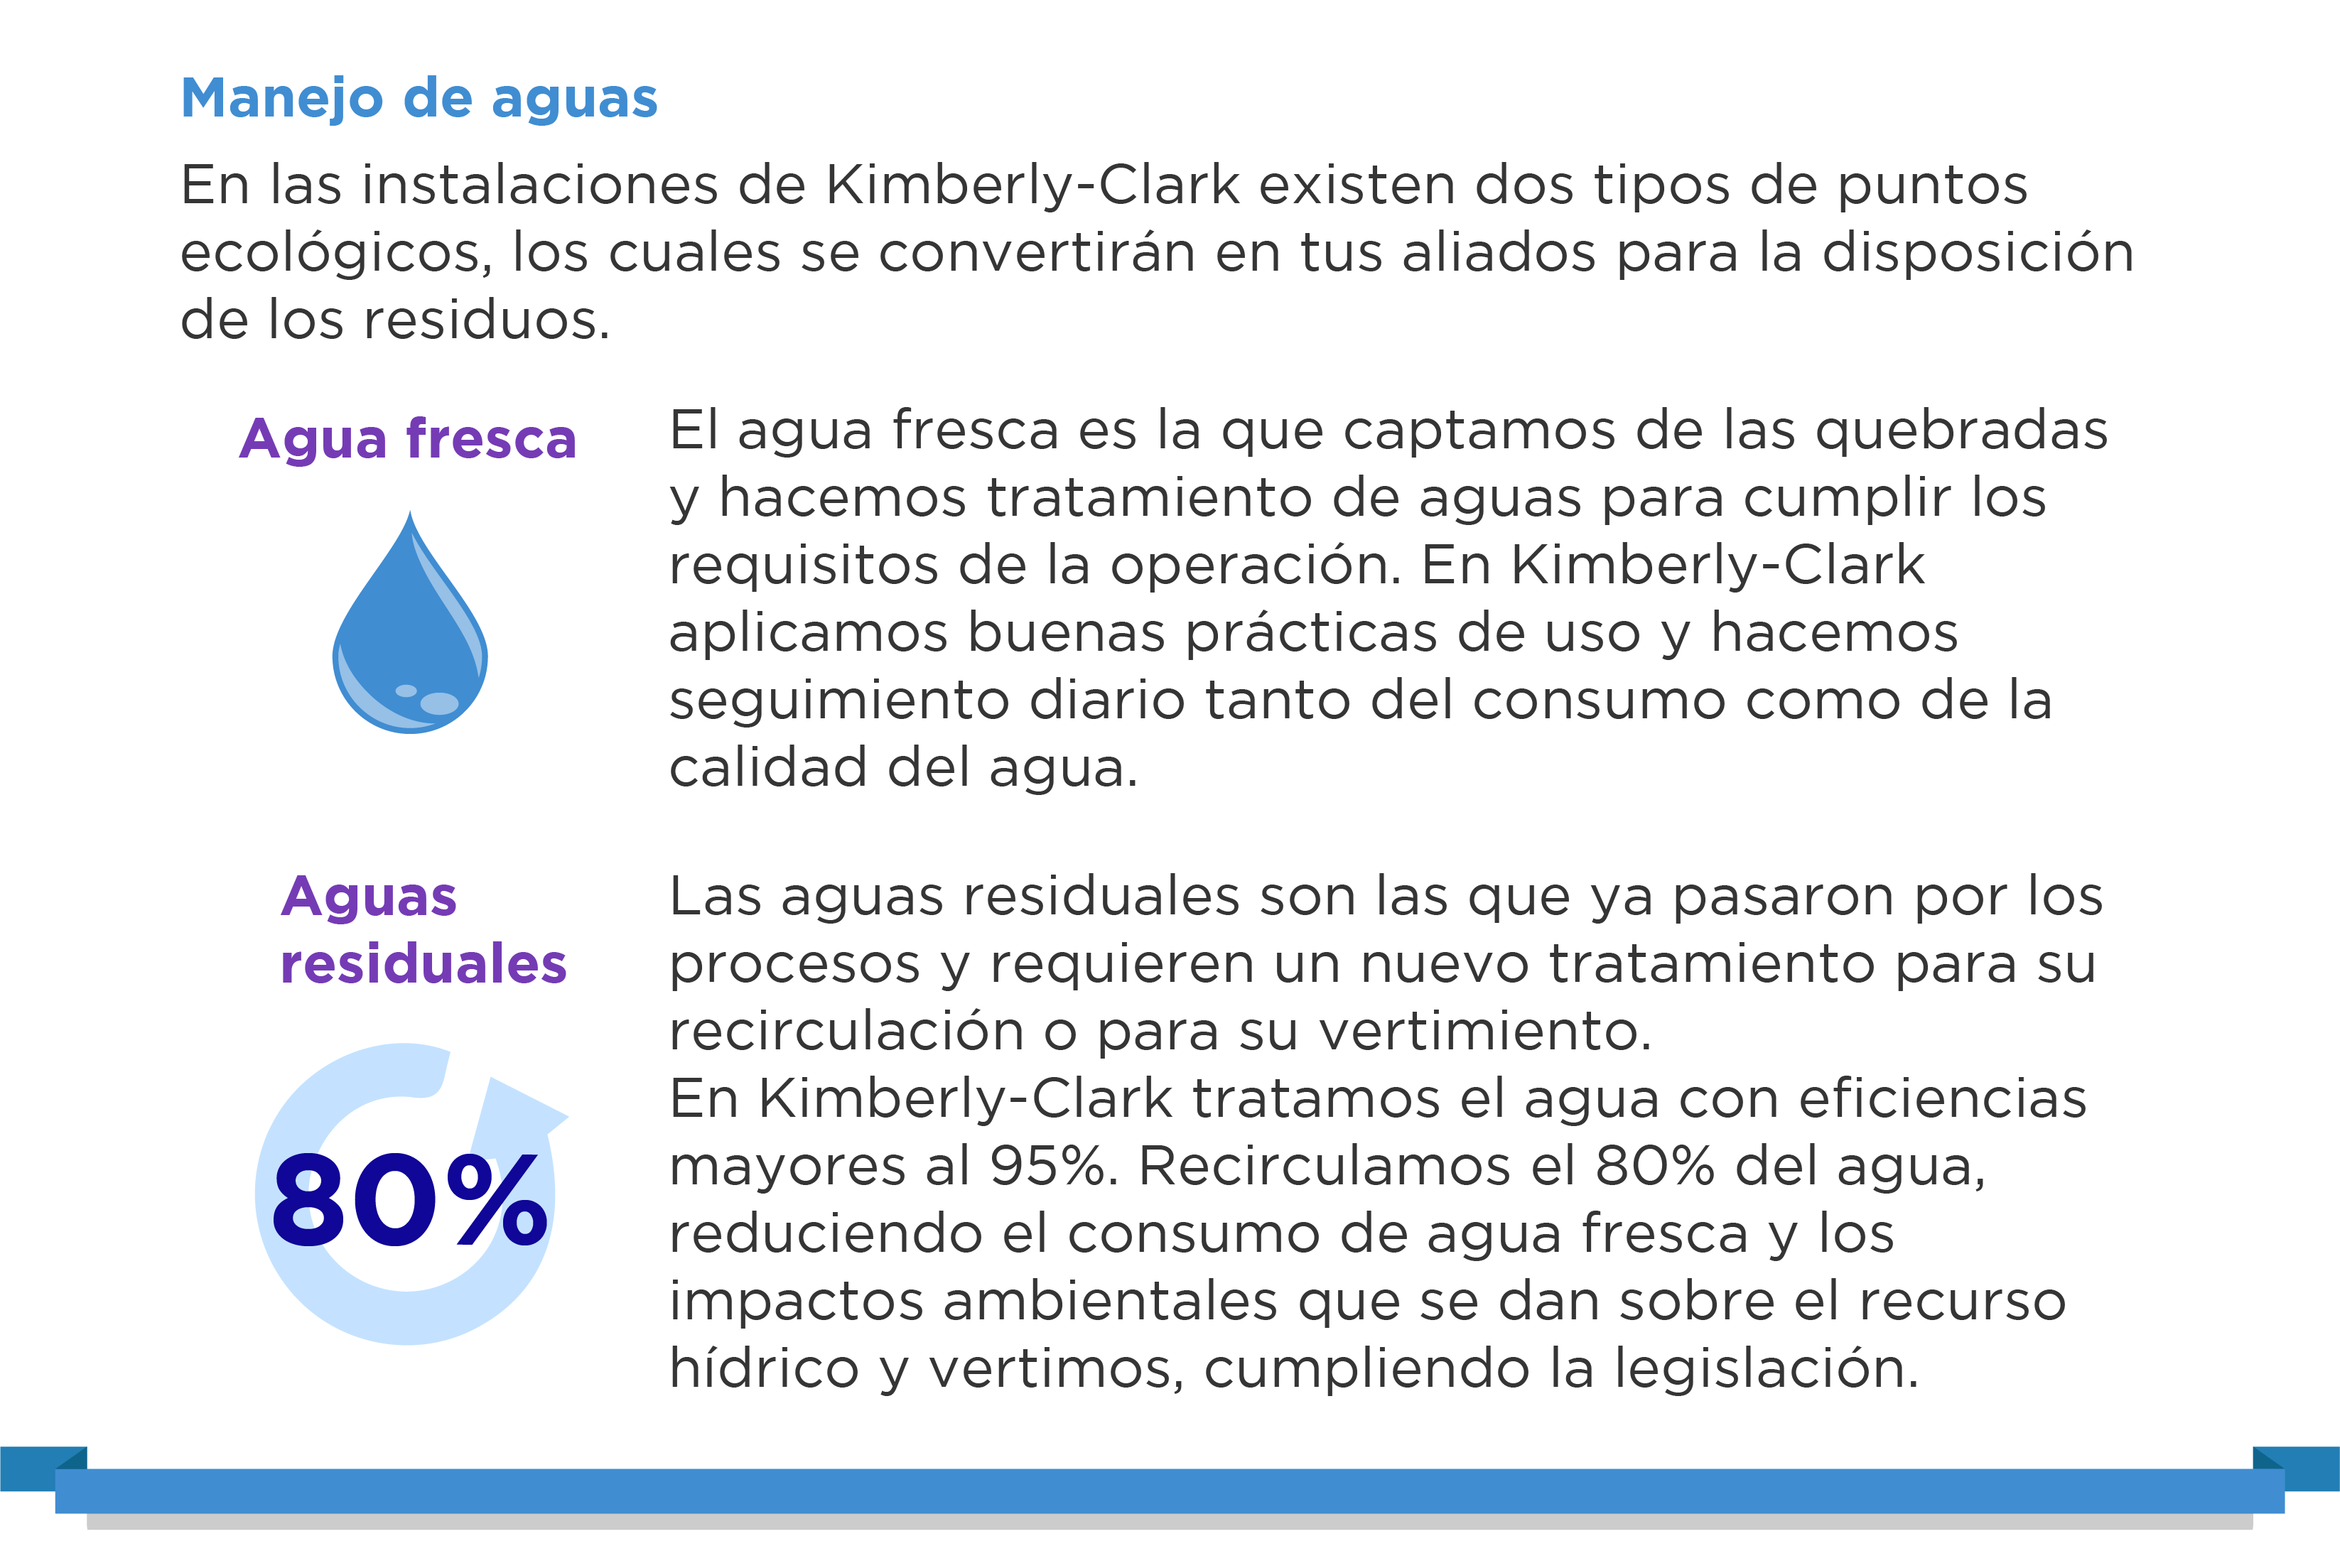 Manejo de aguas
En las instalaciones de Kimberly-Clark existen dos tipos de puntos
ecológicos, los cuales se convertirán en tus aliados para la disposición
de los residuos.
Agua fresca
El agua fresca es la que captamos de las quebradas
y hacemos tratamiento de aguas para cumplir los
requisitos de la operación. En Kimberly-Clark
aplicamos buenas prácticas de uso y hacemos
seguimiento diario tanto del consumo como de la
calidad del agua.
Aguas
residuales
80%
Las aguas residuales son las que ya pasaron por los
procesos y requieren un nuevo tratamiento para su
recirculación o para su vertimiento.
En Kimberly-Clark tratamos el agua con eficiencias
mayores al 95%. Recirculamos el 80% del agua,
reduciendo el consumo de agua fresca y los
impactos ambientales que se dan sobre el recurso
hídrico y vertimos, cumpliendo la legislación.